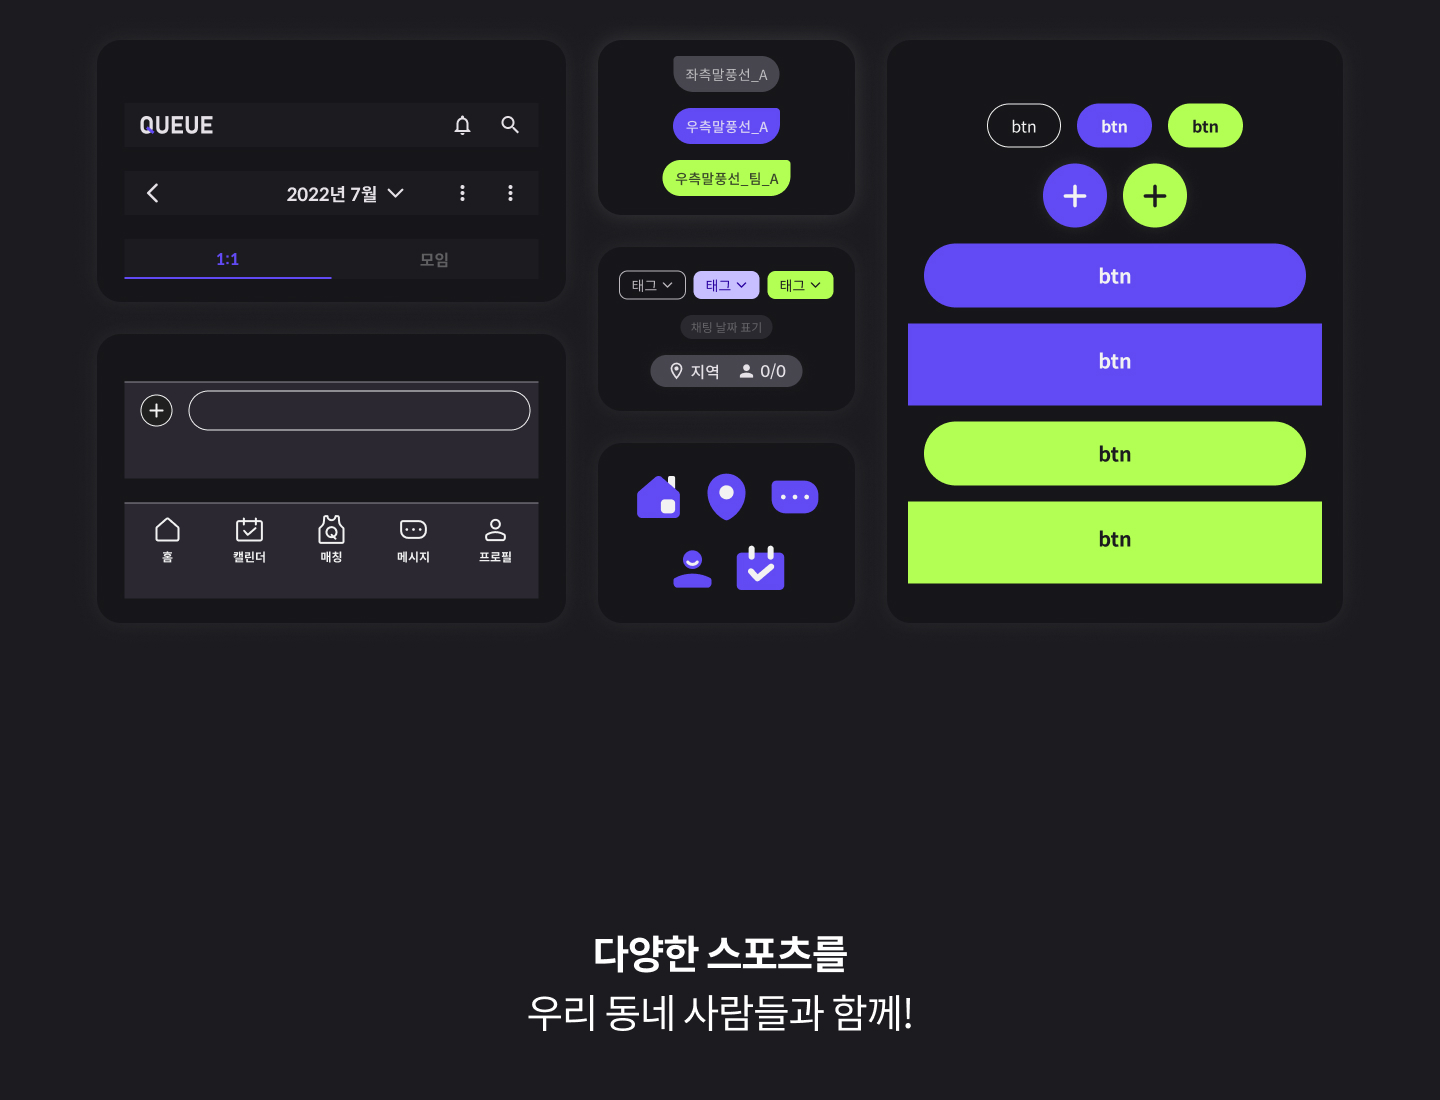 QUEUE
2022년 7월
1:1
모임
홈
캘린더
매칭
메시지
프로필
좌측말풍선_A
우측말풍선_A
우측말풍선_팀_A
태그
태그
태그
채팅 날짜 표기
지역
0/0
btn
btn
btn
btn
btn
btn
btn
다양한 스포츠를
우리 동네 사람들과 함께!